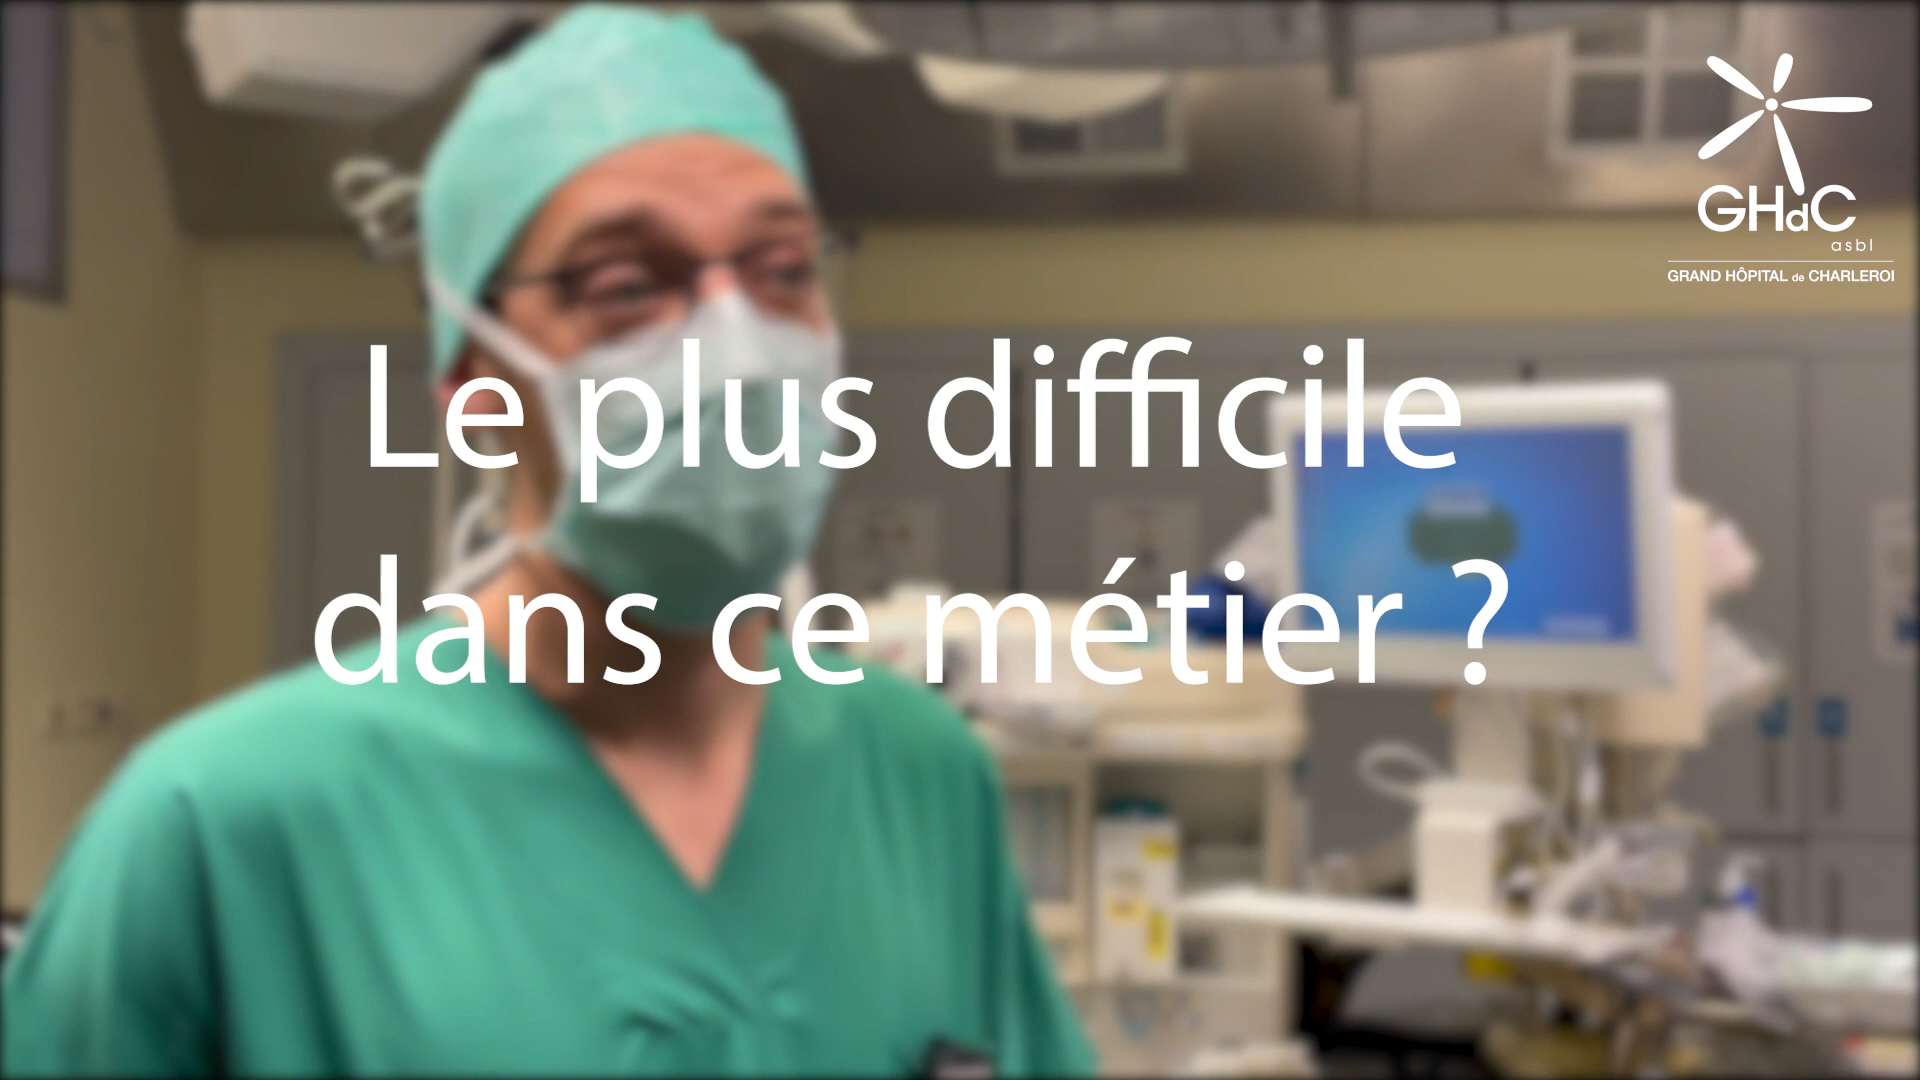 GHdC
asbl
GRAND HÔPITAL de CHARLEROI
Le plus difficile
dans ce métier ?